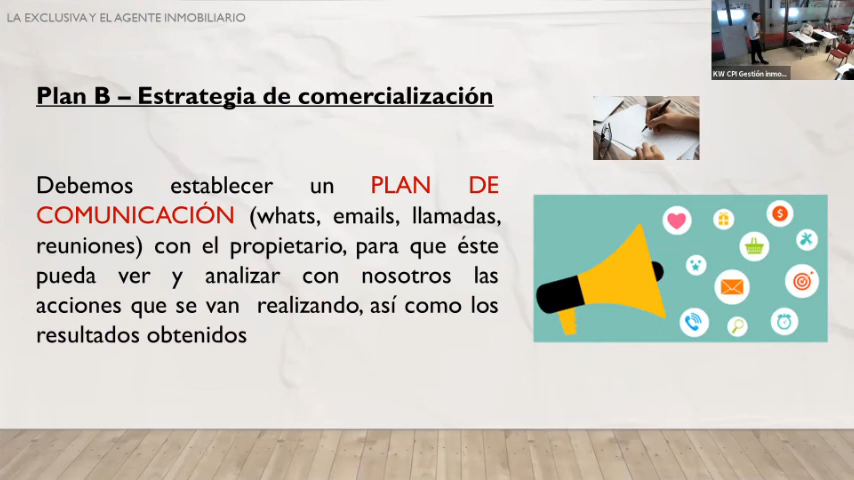 LA EXCLUSIVA Y EL AGENTE INMOBILIARIO
KW CPI Gestión inmo...
Plan B – Estrategia de comercialización
Debemos establecer un PLAN DE
COMUNICACIÓN (whats, emails, llamadas,
reuniones) con el propietario, para que éste
pueda ver y analizar con nosotros las
acciones que se van realizando, así como los
resultados obtenidos